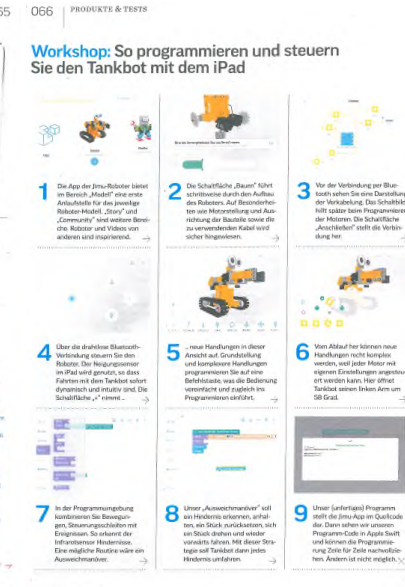 65
066 PRODUKTE & TESTS
Workshop: So programmieren und steuern
Sie den Tankbot mit dem iPad
1
Die App der Jimu-Roboter bietet
im Bereich „Modell" eine erste
Anlaufstelle für das jeweilige
Roboter-Modell. „Story" und
„Community" sind weitere Berei-
che. Roboter und Videos von
anderen sind inspirierend.
2
Die Schaltfläche „Bauen" führt
schrittweise durch den Aufbau
des Roboters. Auf Besonderhei-
ten wie Motorstellung und Aus-
richtung der Bauteile sowie die
zu verwendenden Kabel wird
sicher hingewiesen.
3
Vor der Verbindung per Blue-
tooth sehen Sie eine Darstellung
der Verkabelung. Das Schaltbild
hilft später beim Programmieren
der Motoren. Die Schaltfläche
„Anschließen" stellt die Verbin-
dung her.
4
Über die drahtlose Bluetooth-
Verbindung steuern Sie den
Roboter. Der Neigungssensor
im iPad wird genutzt, so dass
Fahrten mit dem Tankbot sofort
dynamisch und intuitiv sind. Die
Schaltfläche „+" nimmt ..
5
.. neue Handlungen in dieser
Ansicht auf. Grundstellung
und komplexere Handlungen
programmieren Sie auf eine
Befehlstaste, was die Bedienung
vereinfacht und zugleich ins
Programmieren einführt.
6
Vom Ablauf her können neue
Handlungen recht komplex
werden, weil jeder Motor mit
eigenen Einstellungen angesteu-
ert werden kann. Hier öffnet
Tankbot seinen linken Arm um
58 Grad.
7
In der Programmumgebung
kombinieren Sie Bewegun-
gen, Steuerungsschleifen mit
Ereignissen. So erkennt der
Infrarotsensor Hindernisse.
Eine mögliche Routine wäre ein
Ausweichmanöver.
8
Unser „Ausweichmanöver" soll
ein Hindernis erkennen, anhal-
ten, ein Stück zurücksetzen, sich
ein Stück drehen und wieder
vorwärts fahren. Mit dieser Stra-
tegie soll Tankbot dann jedes
Hindernis umfahren.
9
Unser (unfertiges) Programm
stellt die Jimu-App im Quellcode
dar. Darin sehen wir unseren
Programm-Code in Apples Swift
und können die Programmie-
rung Zeile für Zeile nachvollzie-
hen. Ändern ist nicht möglich.